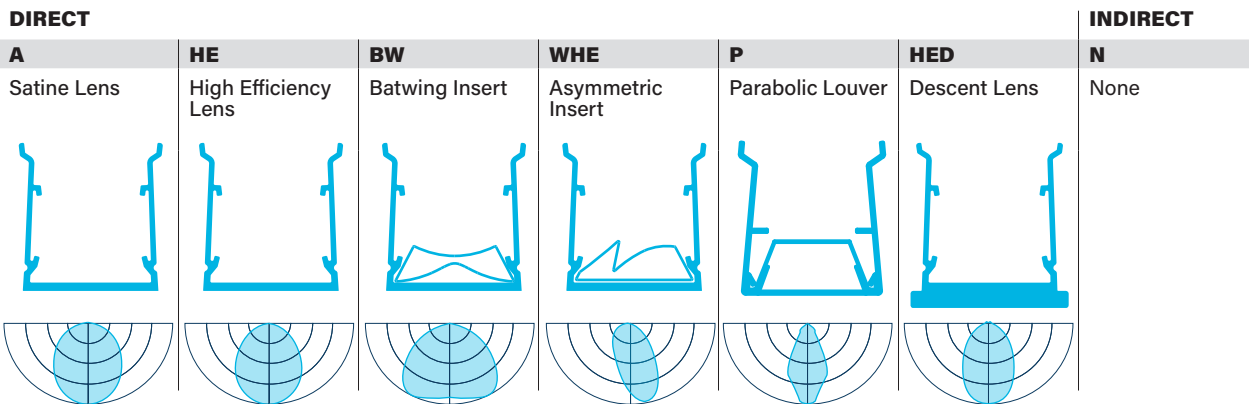 DIRECT
INDIRECT
A
HE
BW
WHE
P
HED
N
Satine Lens
High Efficiency
Lens
Batwing Insert
Asymmetric
Insert
Parabolic Louver
Descent Lens
None